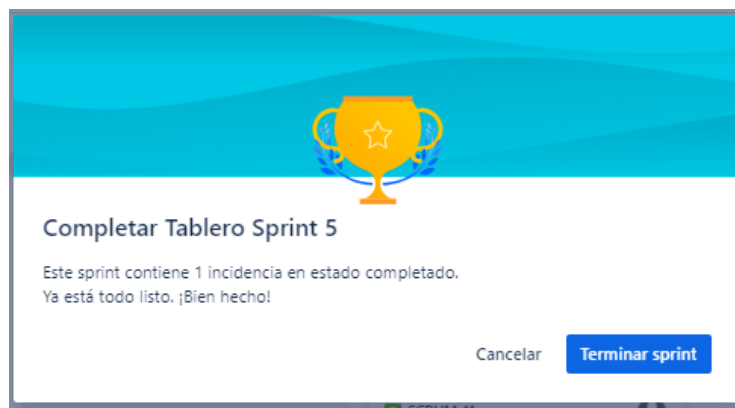 Completar Tablero Sprint 5
Este sprint contiene 1 incidencia en estado completado.
Ya está todo listo. ¡Bien hecho!
Cancelar
Terminar sprint